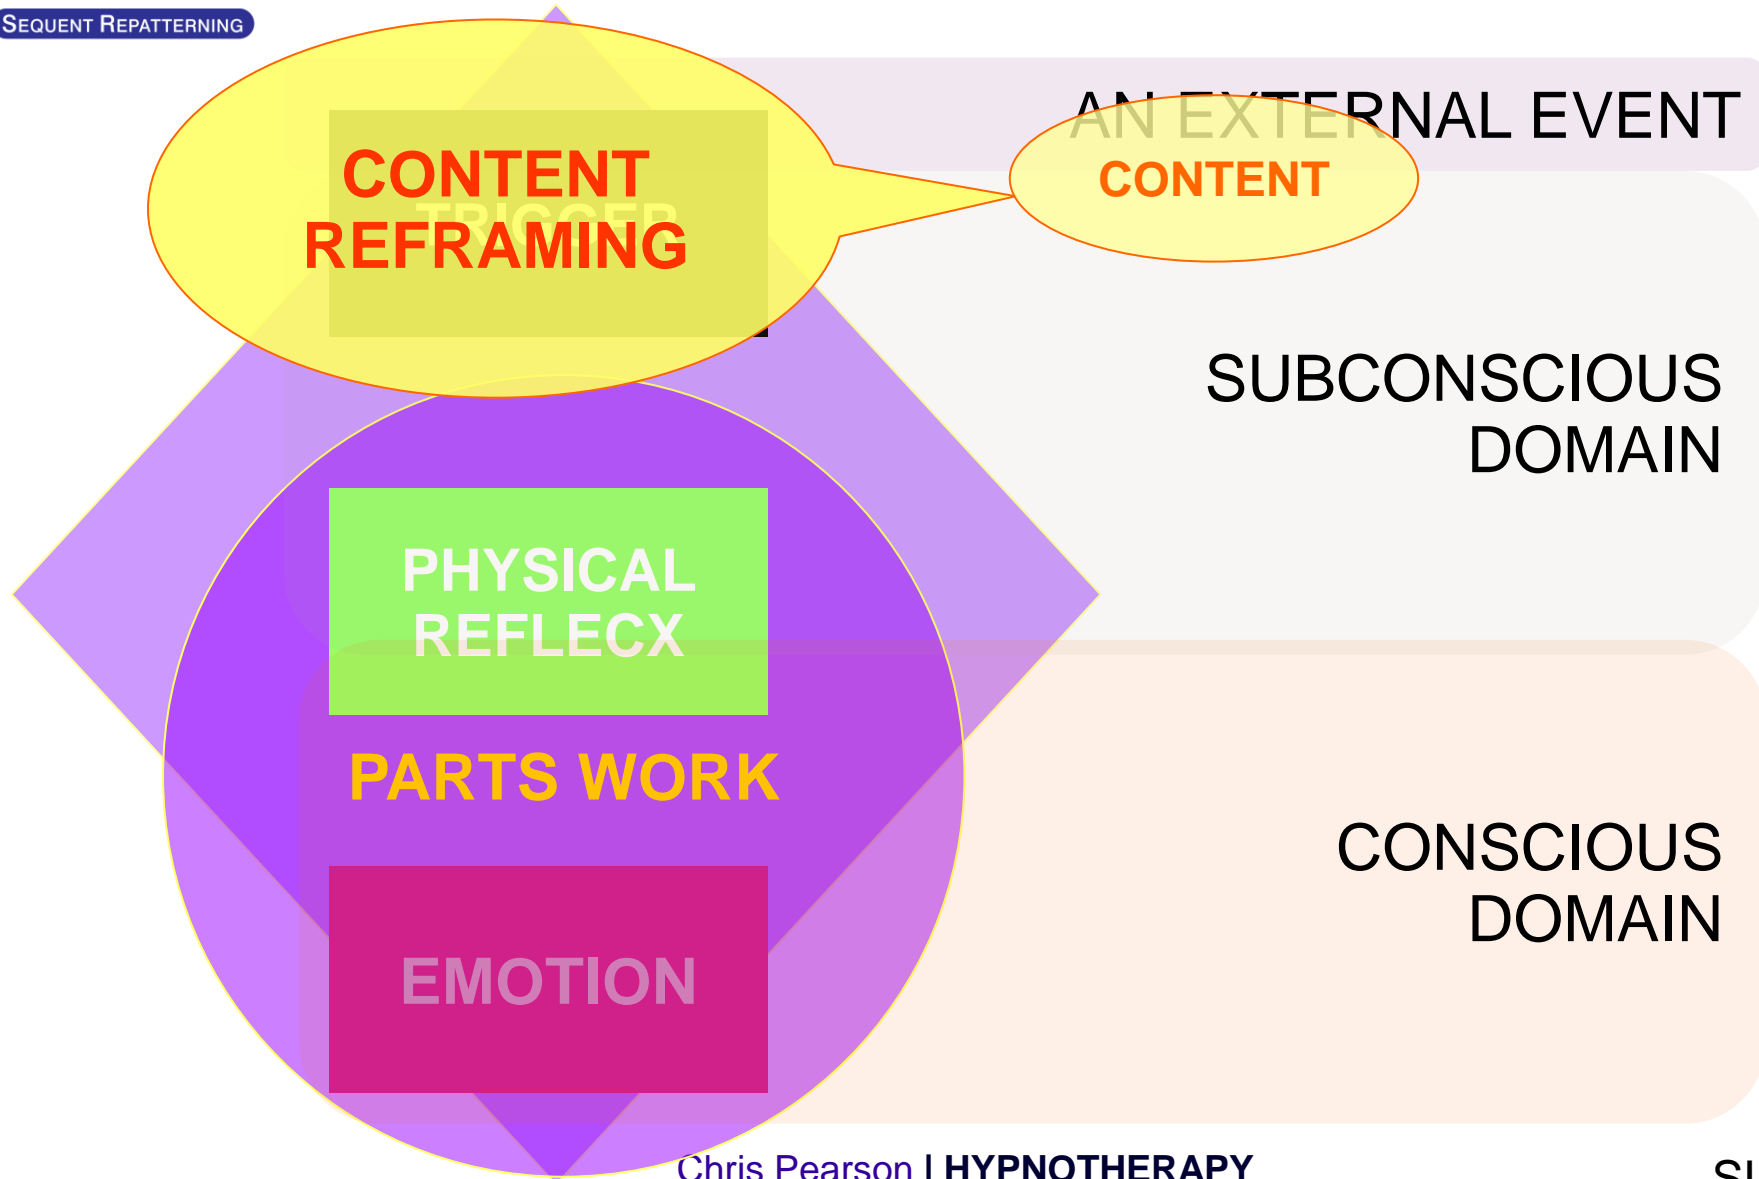 SEQUENT REPATTERNING
AN EXTERNAL EVENT
CONTENT
REFRAMING
TRIGGER
CONTENT
SUBCONSCIOUS
DOMAIN
PHYSICAL
REFLECX
PARTS WORK
CONSCIOUS
DOMAIN
EMOTION
Chris Pearson | HYPNOTHERAPY